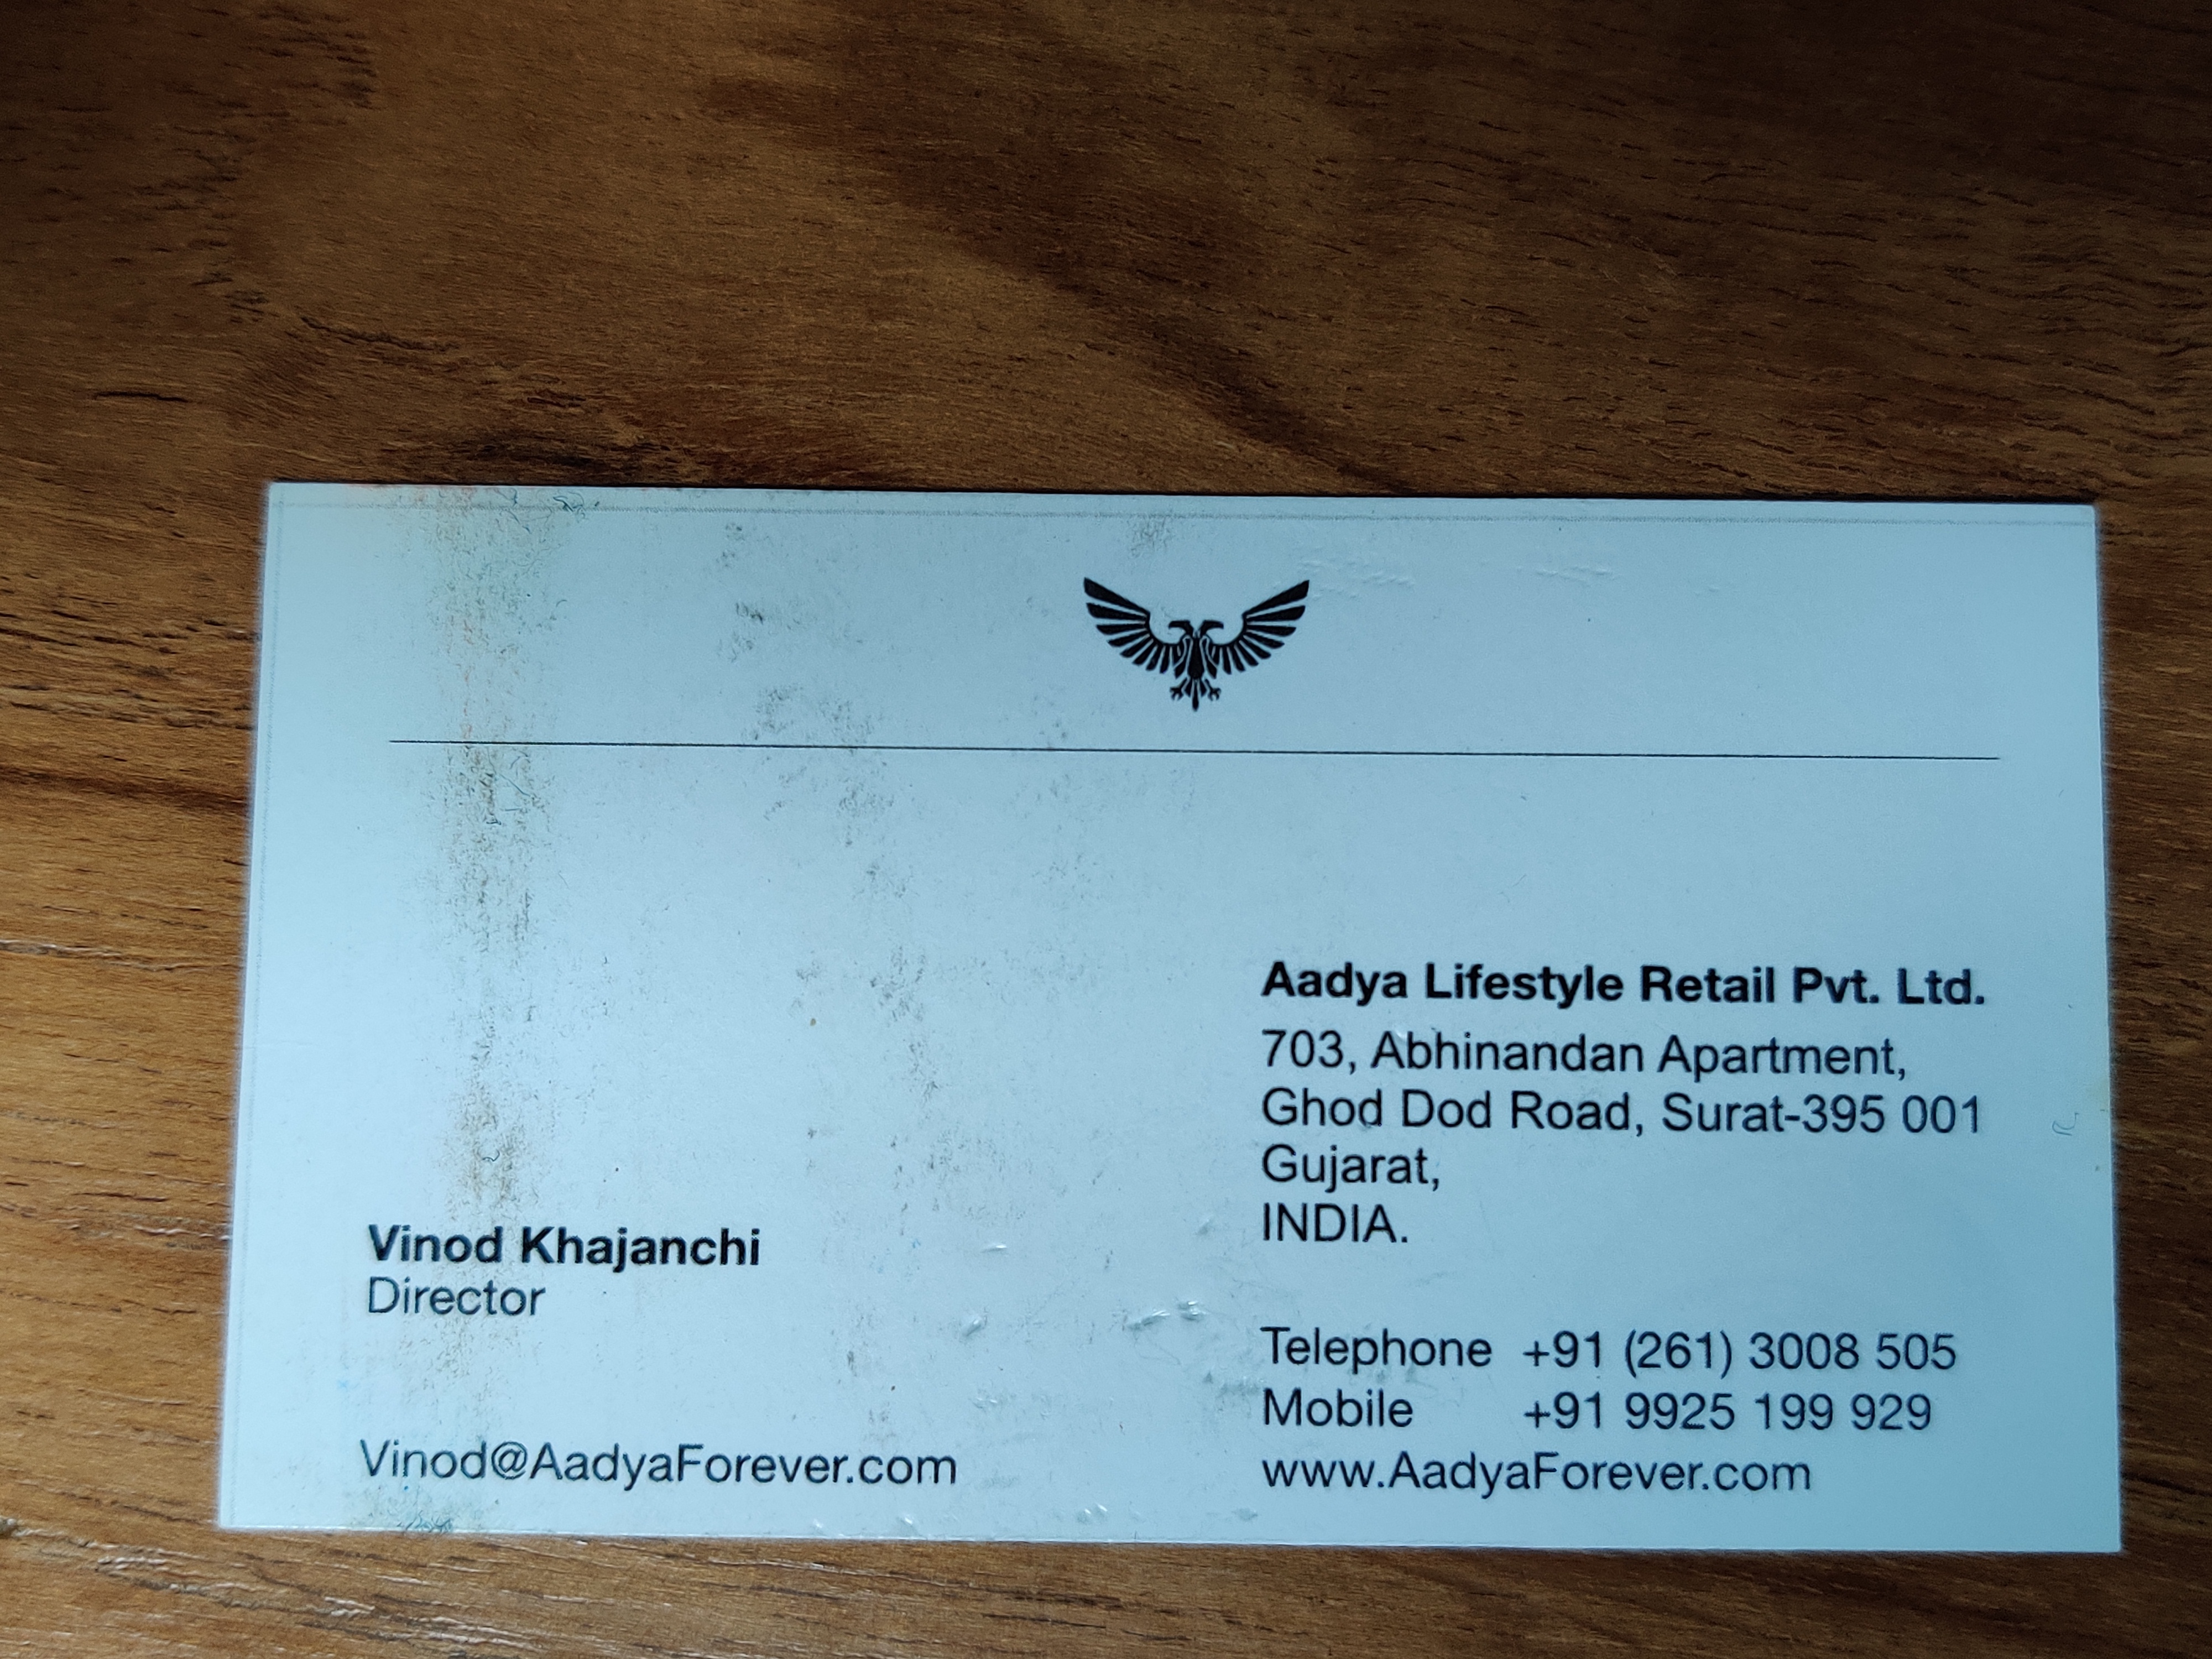 Aadya Lifestyle Retail Pvt. Ltd.
703, Abhinandan Apartment,
Ghod Dod Road, Surat-395 001
Gujarat,
INDIA.
Vinod Khajanchi
Director
Telephone +91 (261) 3008 505
Mobile +91 9925 199 929
Vinod@AadyaForever.com
www.AadyaForever.com